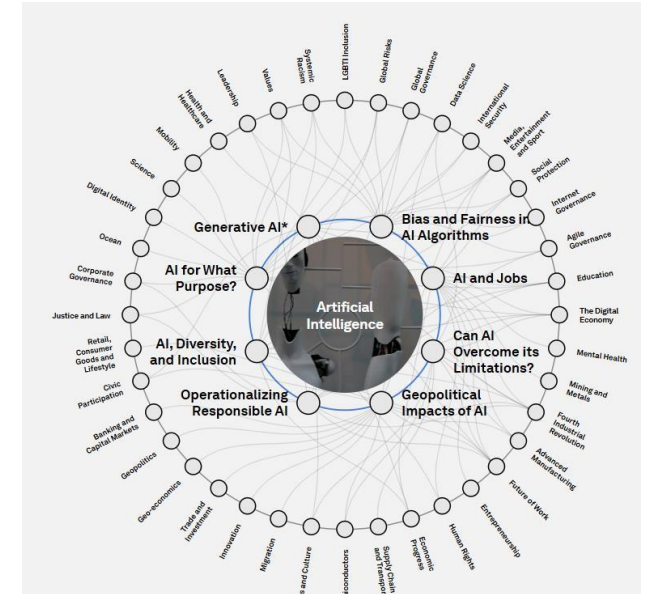 Artificial
Intelligence
Generative AI*
Bias and Fairness in
AI Algorithms
AI and Jobs
Can AI
Overcome its
Limitations?
Geopolitical
Impacts of AI
Operationalizing
Responsible AI
AI, Diversity,
and Inclusion
AI for What
Purpose?
LGBTI Inclusion
Global Risks
Global
Governance
Data Science
International
Security
Media,
Entertainment
and Sport
Social
Protection
Internet
Governance
Agile
Governance
Education
The Digital
Economy
Mental Health
Mining and
Metals
Fourth
Industrial
Revolution
Advanced
Manufacturing
Future of Work
Entrepreneurship
Human Rights
Economic
Progress
Supply Chain
and Transpor
iconductors
s and Culture
Migration
Innovation
Trade and
Investment
Geo-economics
Geopolitics
Banking and
Capital Markets
Civic
Participation
Retail,
Consumer
Goods and
Lifestyle
Justice and Law
Corporate
Governance
Ocean
Digital Identity
Science
Mobility
Health and
Healthcare
Leadership
Values
Systemic
Racism